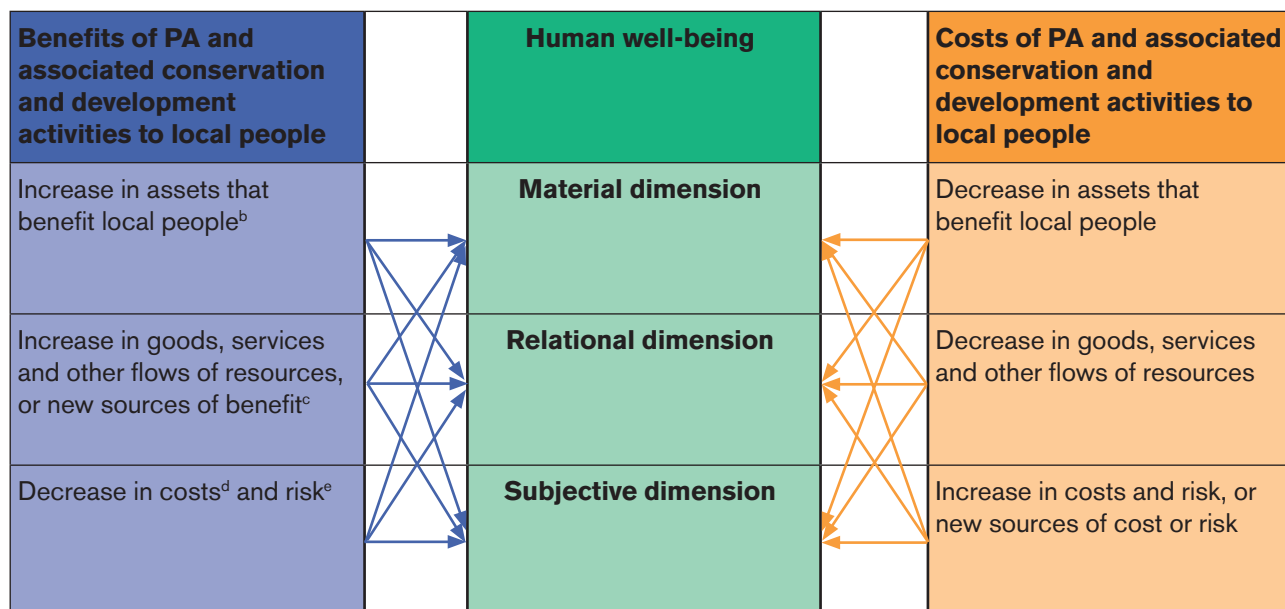 Benefits of PA and
associated conservation
and development
activities to local people
Human well-being
Costs of PA and associated
conservation and
development activities to
local people
Increase in assets that
benefit local peopleᵇ
Material dimension
Decrease in assets that
benefit local people
Increase in goods, services
and other flows of resources,
or new sources of benefitᶜ
Relational dimension
Decrease in goods, services
and other flows of resources
Decrease in costsᵈ and riskᵉ
Subjective dimension
Increase in costs and risk, or
new sources of cost or risk